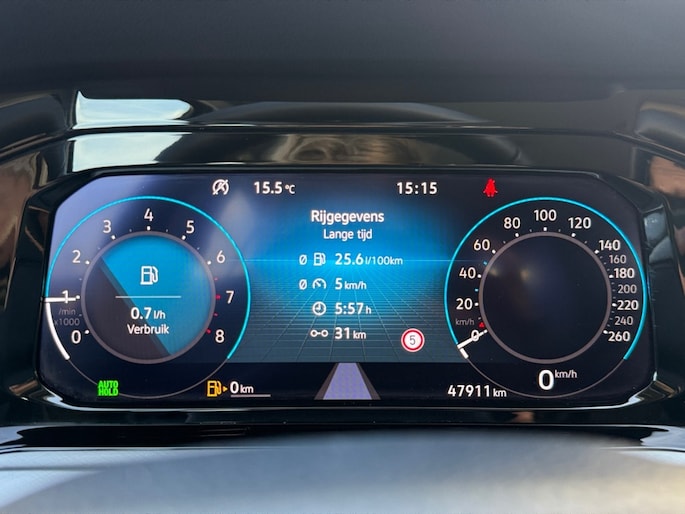 15.5 °C
15:15
Rijgegevens
Lange tijd
Ø 25.6 l/100km
Ø 5 km/h
5:57 h
31 km
5
0 1 2 3 4 5 6 7 8
/min
x1000
0.7 l/h
Verbruik
0 20 40 60 80 100 120 140 160 180 200 220 240 260
km/h
0 km/h
AUTO
HOLD
0 km
47911 km